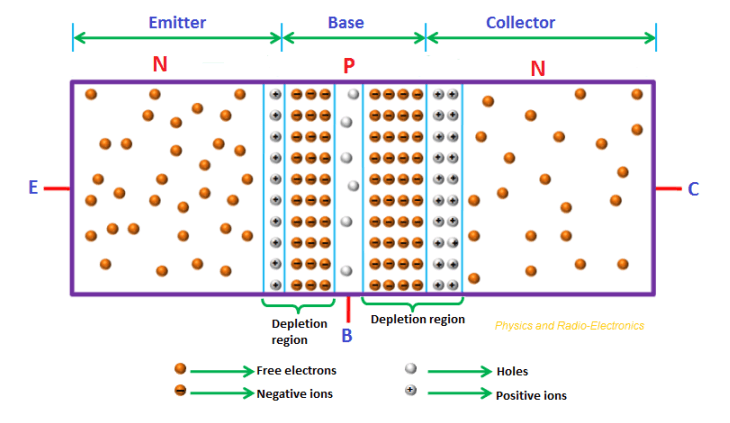 Emitter Base Collector
N P N
E C
Depletion region
Depletion region
B
Physics and Radio-Electronics
Free electrons Holes
Negative ions Positive ions